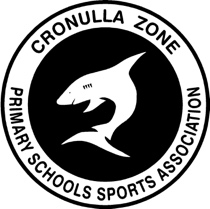 CRONULLA ZONE
PRIMARY SCHOOLS SPORTS ASSOCIATION